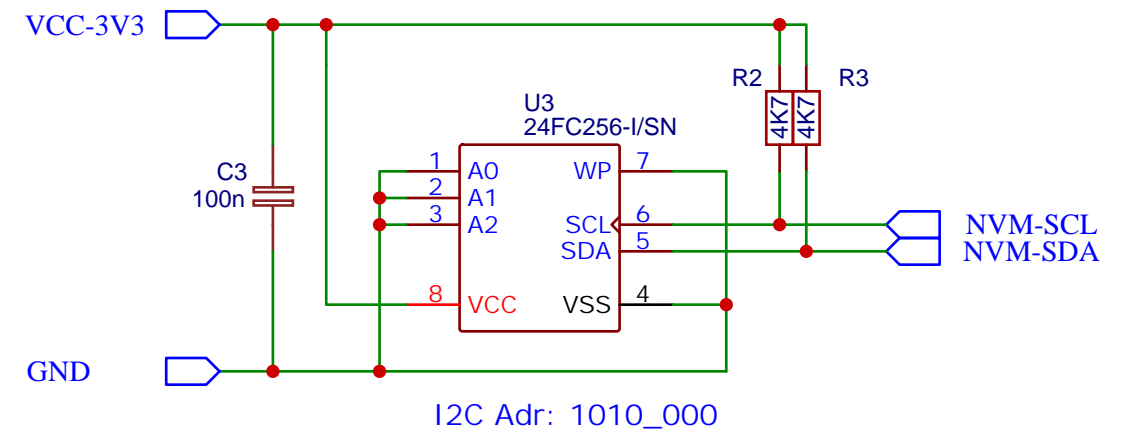 VCC-3V3
R2
R3
4K7
4K7
U3
24FC256-I/SN
C3
100n
1
A0
WP
7
2
A1
3
A2
SCL
6
NVM-SCL
SDA
5
NVM-SDA
8
VCC
VSS
4
GND
I2C Adr: 1010_000